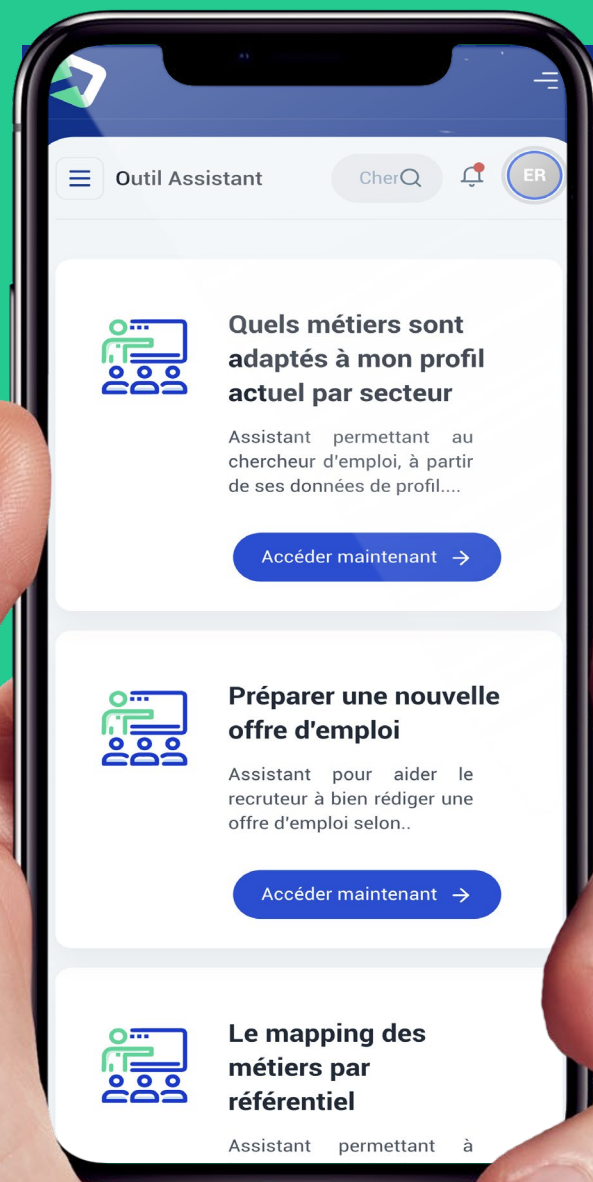 Outil Assistant
Cher
ER
Quels métiers sont
adaptés à mon profil
actuel par secteur
Assistant permettant au
chercheur d'emploi, à partir
de ses données de profil....
Accéder maintenant →
Préparer une nouvelle
offre d'emploi
Assistant pour aider le
recruteur à bien rédiger une
offre d'emploi selon..
Accéder maintenant →
Le mapping des
métiers par
référentiel
Assistant permettant à